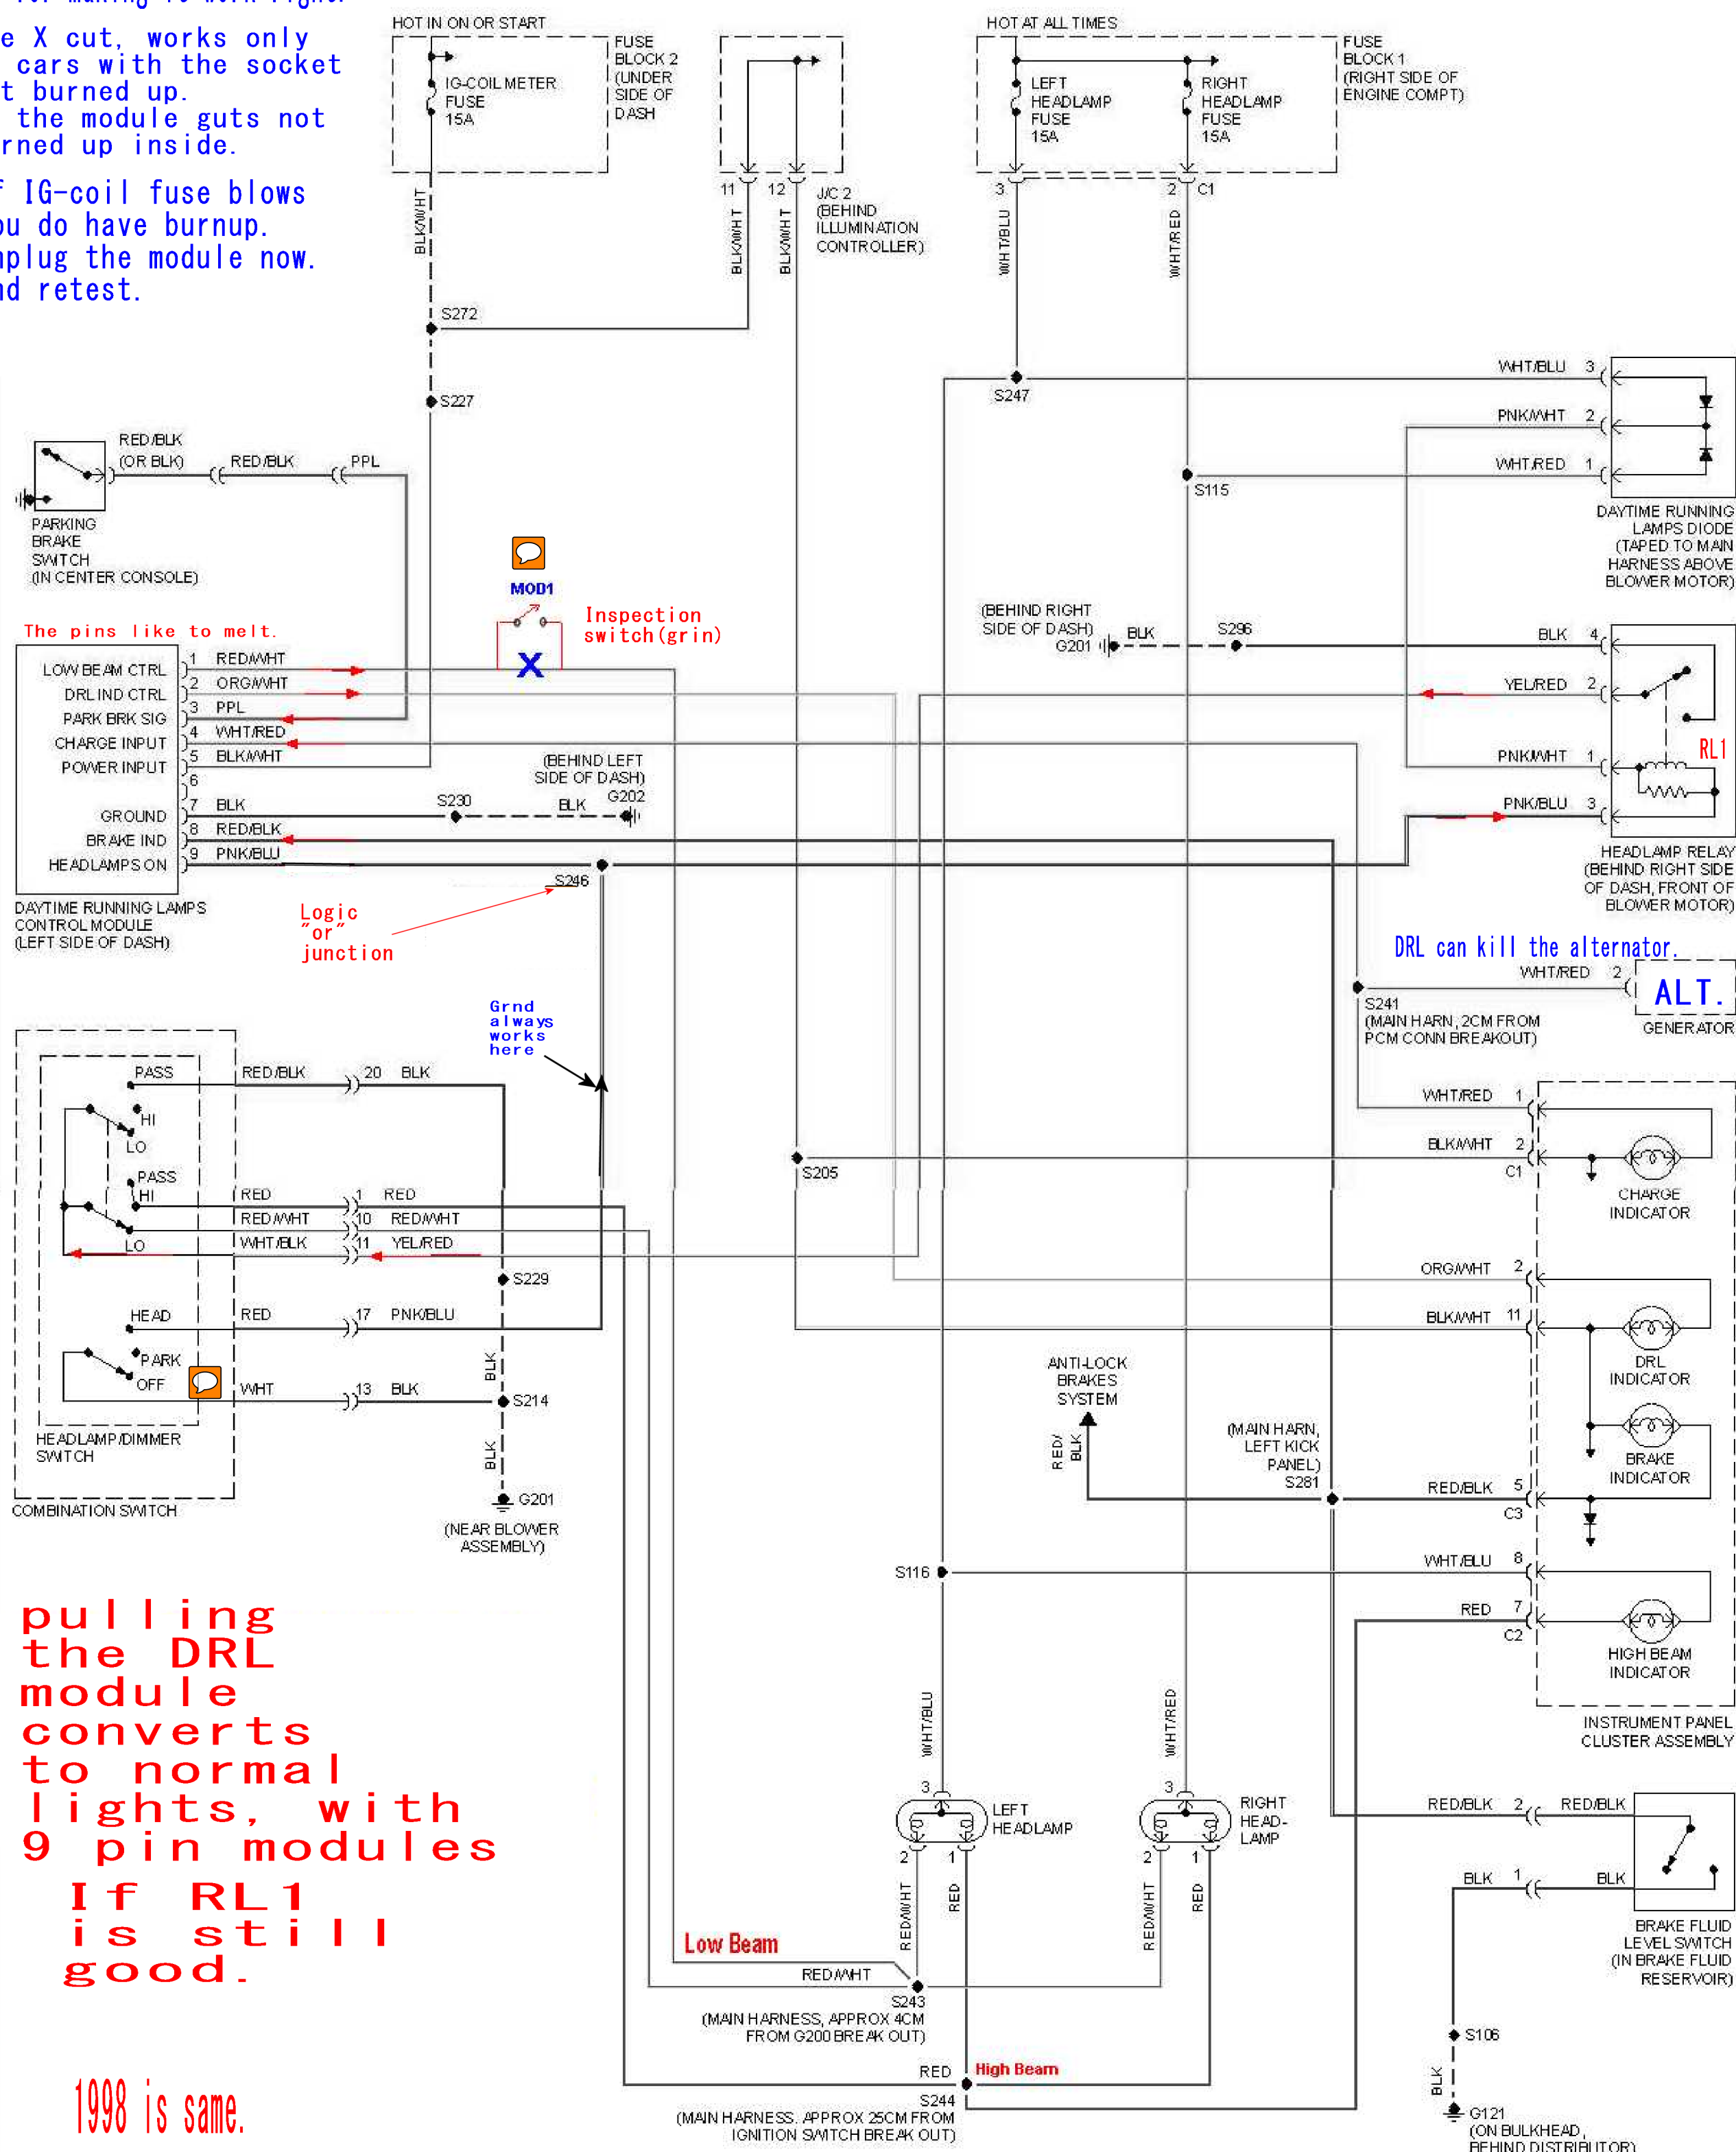 for making it work right.
e X cut, works only
cars with the socket
t burned up.
the module guts not
rned up inside.
f IG-coil fuse blows
ou do have burnup.
nplug the module now.
nd retest.
HOT IN ON OR START
IG-COIL METER
FUSE
15A
FUSE
BLOCK 2
(UNDER
SIDE OF
DASH
11
12
J/C 2
(BEHIND
ILLUMINATION
CONTROLLER)
HOT AT ALL TIMES
LEFT
HEADLAMP
FUSE
15A
RIGHT
HEADLAMP
FUSE
15A
FUSE
BLOCK 1
(RIGHT SIDE OF
ENGINE COMPT)
3
2
C1
BLK/WHT
BLK/WHT
BLK/WHT
WHT/BLU
WHT/RED
S272
S227
S247
S115
WHT/BLU 3
PNK/WHT 2
WHT/RED 1
DAYTIME RUNNING
LAMPS DIODE
(TAPED TO MAIN
HARNESS ABOVE
BLOWER MOTOR)
RED/BLK
(OR BLK)
RED/BLK
PPL
PARKING
BRAKE
SWITCH
(IN CENTER CONSOLE)
MOD1
Inspection
switch(grin)
X
The pins like to melt.
LOW BEAM CTRL 1 RED/WHT
DRL IND CTRL 2 ORG/WHT
PARK BRK SIG 3 PPL
CHARGE INPUT 4 WHT/RED
POWER INPUT 5 BLK/WHT
6
GROUND 7 BLK
BRAKE IND 8 RED/BLK
HEADLAMPS ON 9 PNK/BLU
DAYTIME RUNNING LAMPS
CONTROL MODULE
(LEFT SIDE OF DASH)
S230
BLK
(BEHIND LEFT
SIDE OF DASH)
G202
S246
Logic
"or"
junction
(BEHIND RIGHT
SIDE OF DASH)
G201
BLK
S296
BLK 4
YEL/RED 2
PNK/WHT 1
PNK/BLU 3
RL1
HEADLAMP RELAY
(BEHIND RIGHT SIDE
OF DASH, FRONT OF
BLOWER MOTOR)
DRL can kill the alternator.
WHT/RED 2
ALT.
GENERATOR
S241
(MAIN HARN, 2CM FROM
PCM CONN BREAKOUT)
Grnd
always
works
here
PASS
HI
LO
PASS
HI
LO
HEAD
PARK
OFF
RED/BLK 20 BLK
RED 1 RED
RED/WHT 10 RED/WHT
WHT/BLK 11 YEL/RED
RED 17 PNK/BLU
WHT 13 BLK
HEADLAMP/DIMMER
SWITCH
COMBINATION SWITCH
S229
BLK
S214
BLK
G201
(NEAR BLOWER
ASSEMBLY)
S205
WHT/RED 1
BLK/WHT 2
C1
CHARGE
INDICATOR
ORG/WHT 2
BLK/WHT 11
DRL
INDICATOR
BRAKE
INDICATOR
RED/BLK 5
C3
WHT/BLU 8
RED 7
C2
HIGH BEAM
INDICATOR
INSTRUMENT PANEL
CLUSTER ASSEMBLY
ANTI-LOCK
BRAKES
SYSTEM
RED/
BLK
(MAIN HARN,
LEFT KICK
PANEL)
S281
S116
pulling
the DRL
module
converts
to normal
lights, with
9 pin modules
If RL1
is still
good.
1998 is same.
WHT/BLU
WHT/RED
3
LEFT
HEADLAMP
2
1
3
RIGHT
HEAD-
LAMP
2
1
RED/WHT
RED
RED/WHT
RED
Low Beam
RED/WHT
S243
(MAIN HARNESS, APPROX 4CM
FROM G200 BREAK OUT)
RED
High Beam
S244
(MAIN HARNESS. APPROX 25CM FROM
IGNITION SWITCH BREAK OUT)
RED/BLK 2 RED/BLK
BLK 1 BLK
BRAKE FLUID
LEVEL SWITCH
(IN BRAKE FLUID
RESERVOIR)
S106
BLK
G121
(ON BULKHEAD,
BEHIND DISTRIBUTOR)